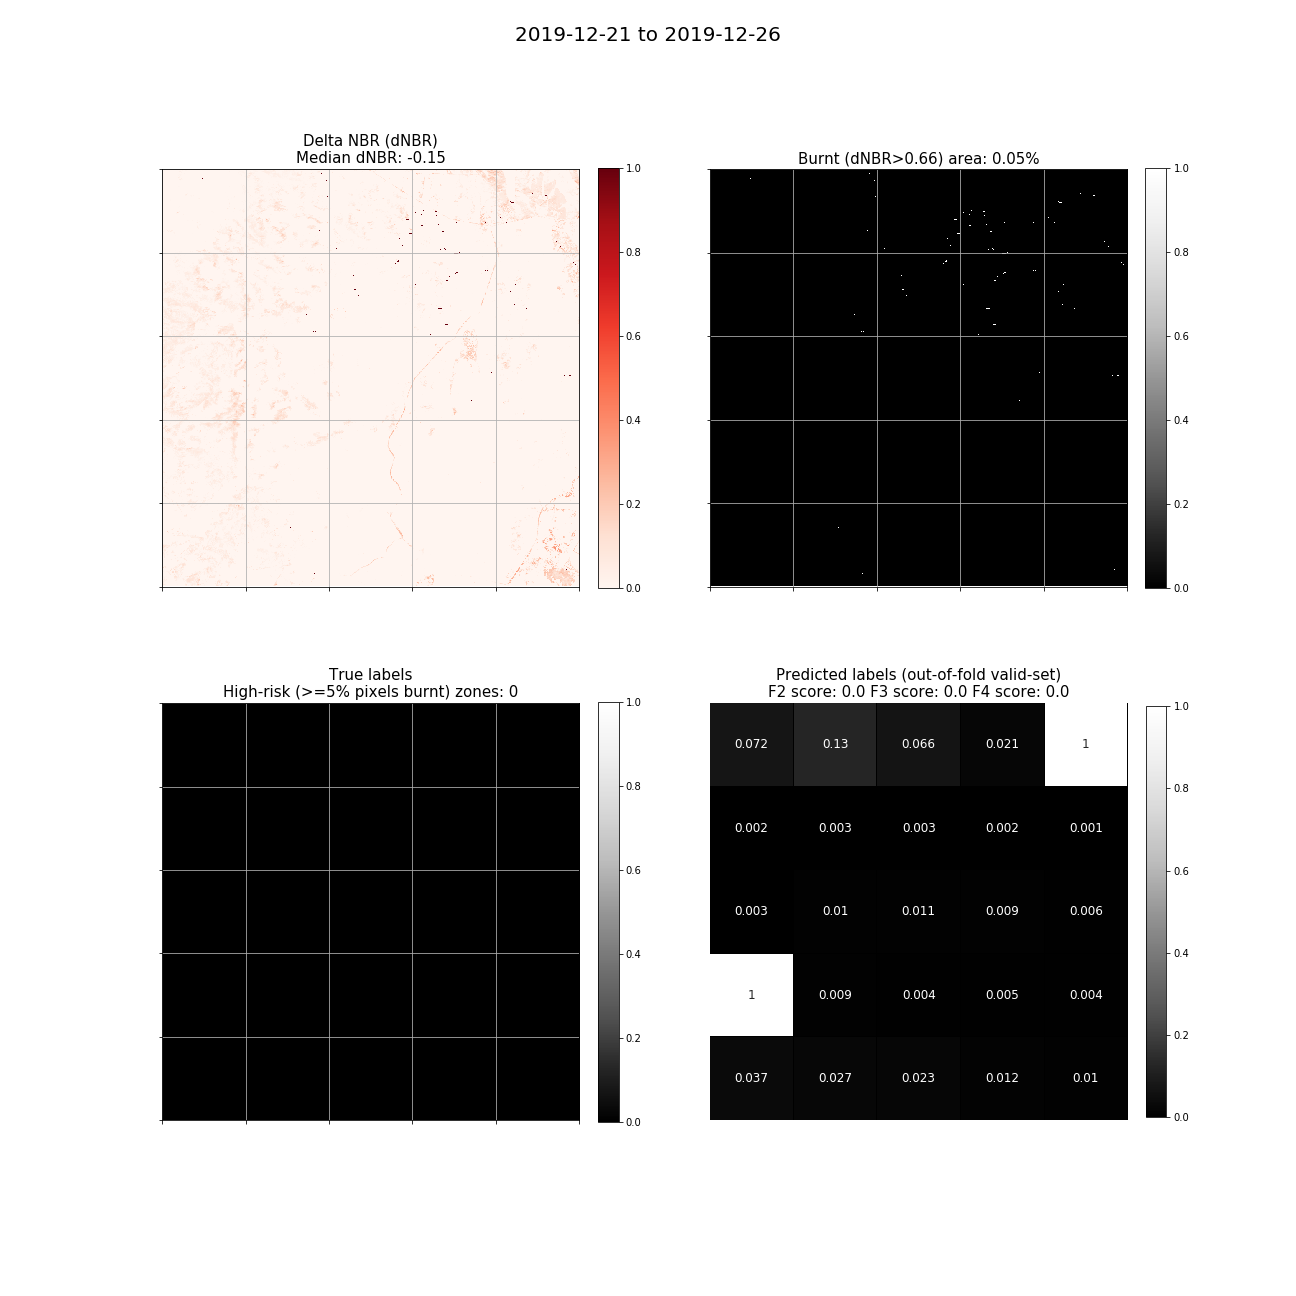 2019-12-21 to 2019-12-26
Delta NBR (dNBR)
Median dNBR: -0.15
1.0
0.8
0.6
0.4
0.2
0.0
Burnt (dNBR>0.66) area: 0.05%
1.0
0.8
0.6
0.4
0.2
0.0
True labels
High-risk (>=5% pixels burnt) zones: 0
1.0
0.8
0.6
0.4
0.2
0.0
Predicted labels (out-of-fold valid-set)
F2 score: 0.0 F3 score: 0.0 F4 score: 0.0
0.072 0.13 0.066 0.021 1
0.002 0.003 0.003 0.002 0.001
0.003 0.01 0.011 0.009 0.006
1 0.009 0.004 0.005 0.004
0.037 0.027 0.023 0.012 0.01
1.0
0.8
0.6
0.4
0.2
0.0